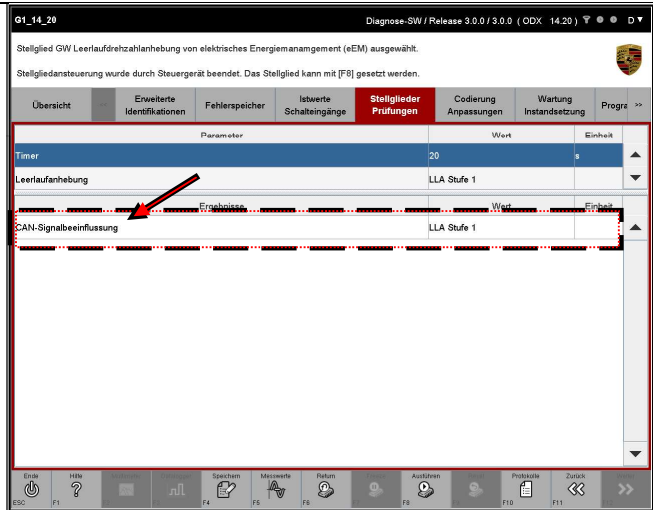 G1_14_20
Diagnose-SW / Release 3.0.0 / 3.0.0 ( ODX 14.20 )
D
Stellglied GW Leerlaufdrehzahlanhebung von elektrisches Energiemanamgement (eEM) ausgewählt.
Stellgliedansteuerung wurde durch Steuergerät beendet. Das Stellglied kann mit [F8] gesetzt werden.
Übersicht
<<
Erweiterte Identifikationen
Fehlerspeicher
Istwerte Schalteingänge
Stellglieder Prüfungen
Codierung Anpassungen
Wartung Instandsetzung
Progra
>>
Parameter Wert Einheit
Timer 20 s
Leerlaufanhebung LLA Stufe 1
Ergebnisse Wert Einheit
CAN-Signalbeeinflussung LLA Stufe 1
Ende Hilfe Speichern Messwerte Return Ausführen Protokolle Zurück
ESC F1 F4 F5 F6 F8 F10 F11